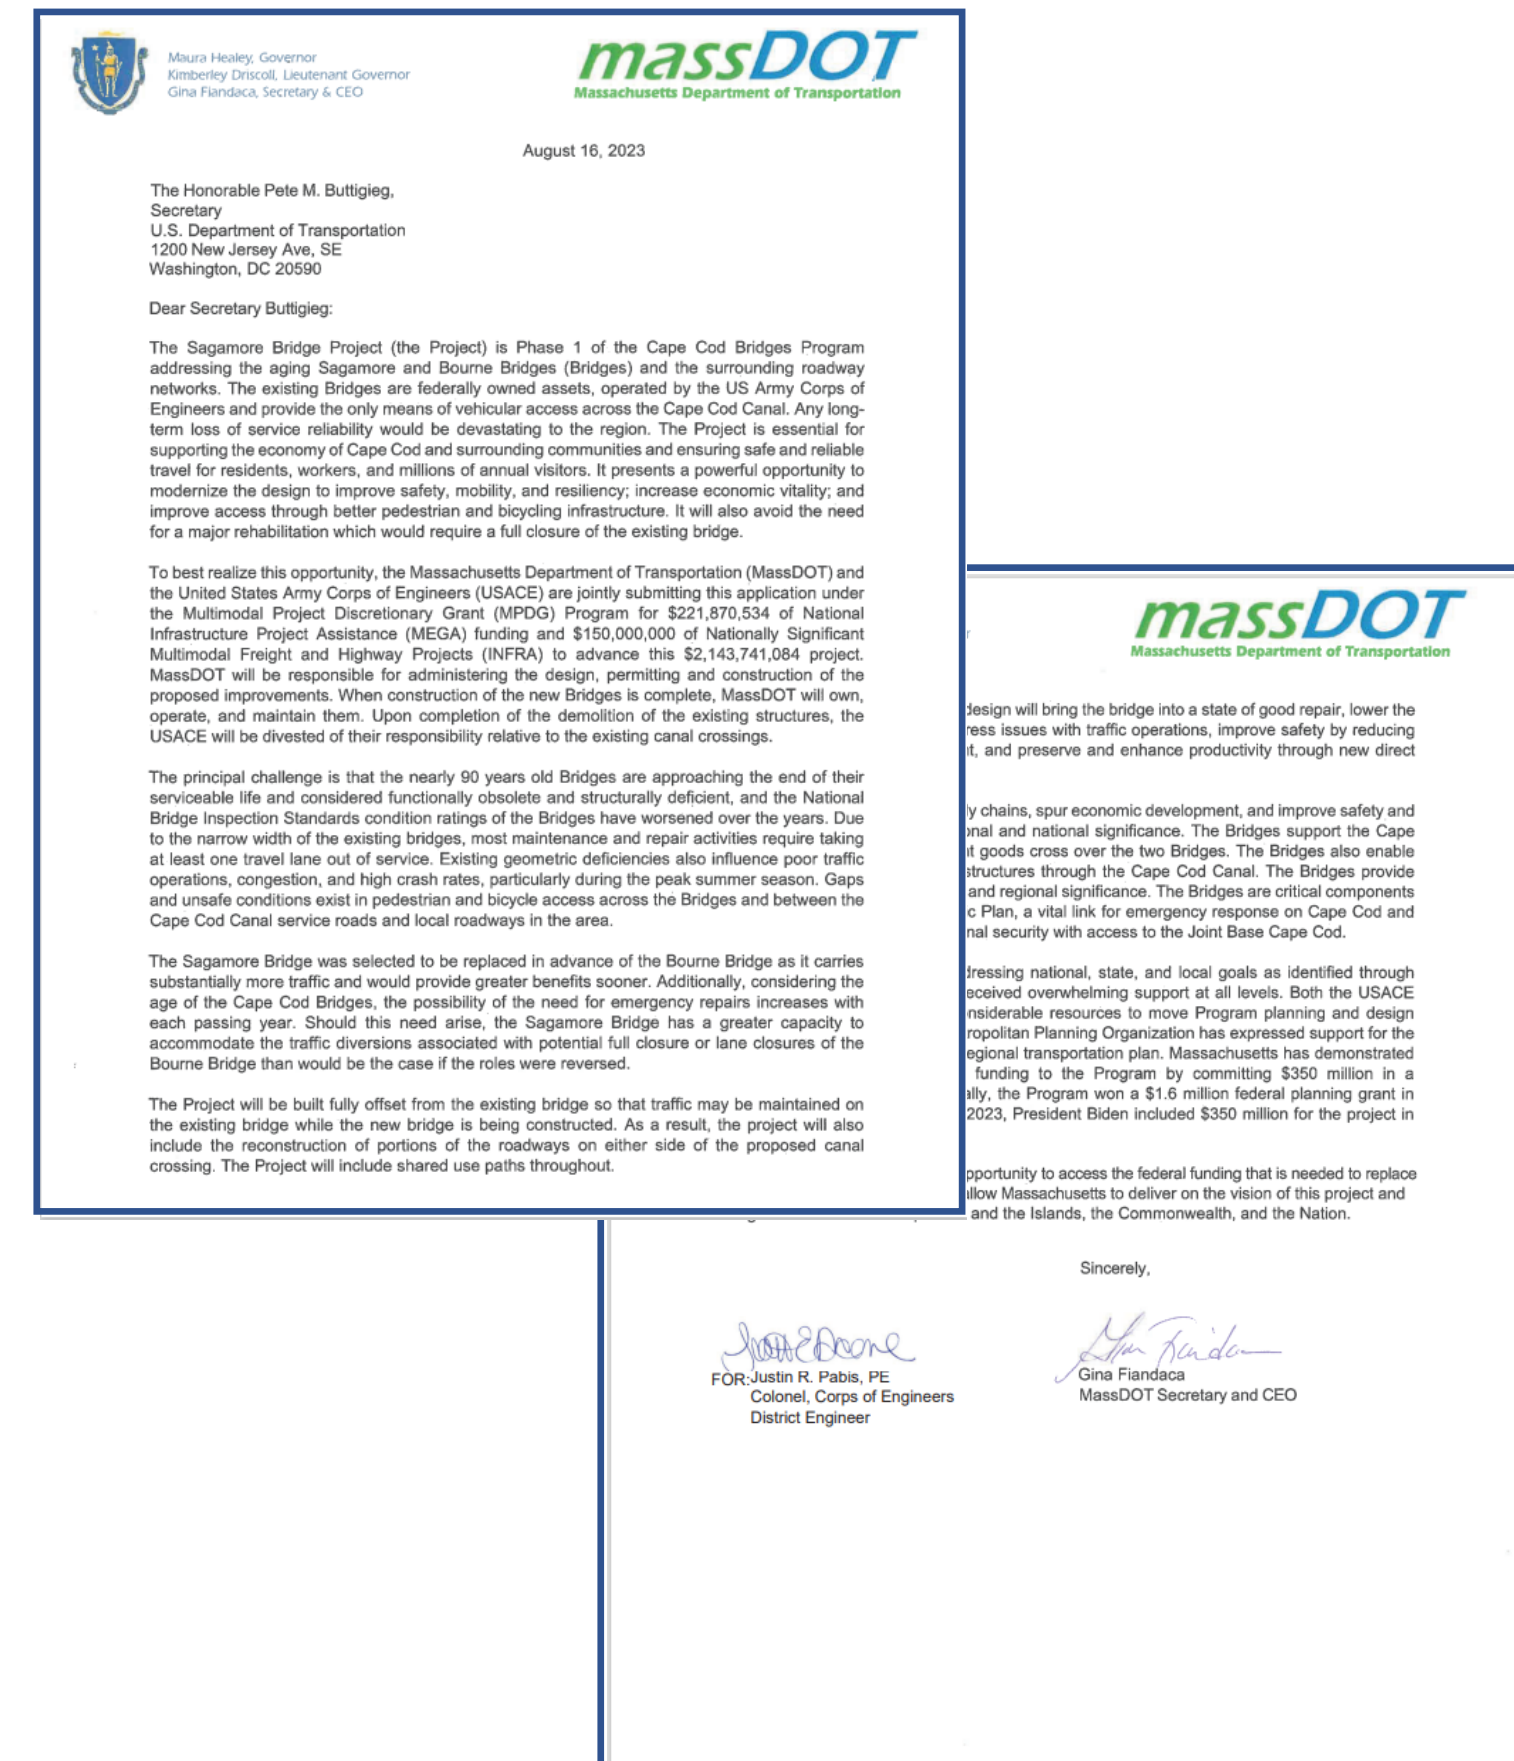 Maura Healey, Governor
Kimberley Driscoll, Lieutenant Governor
Gina Fiandaca, Secretary & CEO
massDOT
Massachusetts Department of Transportation
August 16, 2023
The Honorable Pete M. Buttigieg,
Secretary
U.S. Department of Transportation
1200 New Jersey Ave, SE
Washington, DC 20590
Dear Secretary Buttigieg:
The Sagamore Bridge Project (the Project) is Phase 1 of the Cape Cod Bridges Program
addressing the aging Sagamore and Bourne Bridges (Bridges) and the surrounding roadway
networks. The existing Bridges are federally owned assets, operated by the US Army Corps of
Engineers and provide the only means of vehicular access across the Cape Cod Canal. Any long-
term loss of service reliability would be devastating to the region. The Project is essential for
supporting the economy of Cape Cod and surrounding communities and ensuring safe and reliable
travel for residents, workers, and millions of annual visitors. It presents a powerful opportunity to
modernize the design to improve safety, mobility, and resiliency; increase economic vitality; and
improve access through better pedestrian and bicycling infrastructure. It will also avoid the need
for a major rehabilitation which would require a full closure of the existing bridge.
To best realize this opportunity, the Massachusetts Department of Transportation (MassDOT) and
the United States Army Corps of Engineers (USACE) are jointly submitting this application under
the Multimodal Project Discretionary Grant (MPDG) Program for $221,870,534 of National
Infrastructure Project Assistance (MEGA) funding and $150,000,000 of Nationally Significant
Multimodal Freight and Highway Projects (INFRA) to advance this $2,143,741,084 project.
MassDOT will be responsible for administering the design, permitting and construction of the
proposed improvements. When construction of the new Bridges is complete, MassDOT will own,
operate, and maintain them. Upon completion of the demolition of the existing structures, the
USACE will be divested of their responsibility relative to the existing canal crossings.
The principal challenge is that the nearly 90 years old Bridges are approaching the end of their
serviceable life and considered functionally obsolete and structurally deficient, and the National
Bridge Inspection Standards condition ratings of the Bridges have worsened over the years. Due
to the narrow width of the existing bridges, most maintenance and repair activities require taking
at least one travel lane out of service. Existing geometric deficiencies also influence poor traffic
operations, congestion, and high crash rates, particularly during the peak summer season. Gaps
and unsafe conditions exist in pedestrian and bicycle access across the Bridges and between the
Cape Cod Canal service roads and local roadways in the area.
The Sagamore Bridge was selected to be replaced in advance of the Bourne Bridge as it carries
substantially more traffic and would provide greater benefits sooner. Additionally, considering the
age of the Cape Cod Bridges, the possibility of the need for emergency repairs increases with
each passing year. Should this need arise, the Sagamore Bridge has a greater capacity to
accommodate the traffic diversions associated with potential full closure or lane closures of the
Bourne Bridge than would be the case if the roles were reversed.
The Project will be built fully offset from the existing bridge so that traffic may be maintained on
the existing bridge while the new bridge is being constructed. As a result, the project will also
include the reconstruction of portions of the roadways on either side of the proposed canal
crossing. The Project will include shared use paths throughout.
massDOT
Massachusetts Department of Transportation
design will bring the bridge into a state of good repair, lower the
ress issues with traffic operations, improve safety by reducing
t, and preserve and enhance productivity through new direct
ly chains, spur economic development, and improve safety and
onal and national significance. The Bridges support the Cape
t goods cross over the two Bridges. The Bridges also enable
structures through the Cape Cod Canal. The Bridges provide
and regional significance. The Bridges are critical components
c Plan, a vital link for emergency response on Cape Cod and
nal security with access to the Joint Base Cape Cod.
dressing national, state, and local goals as identified through
eceived overwhelming support at all levels. Both the USACE
nsiderable resources to move Program planning and design
ropolitan Planning Organization has expressed support for the
egional transportation plan. Massachusetts has demonstrated
funding to the Program by committing $350 million in a
ally, the Program won a $1.6 million federal planning grant in
2023, President Biden included $350 million for the project in
pportunity to access the federal funding that is needed to replace
llow Massachusetts to deliver on the vision of this project and
and the Islands, the Commonwealth, and the Nation.
Sincerely,
FOR: Justin R. Pabis, PE
Colonel, Corps of Engineers
District Engineer
Gina Fiandaca
MassDOT Secretary and CEO